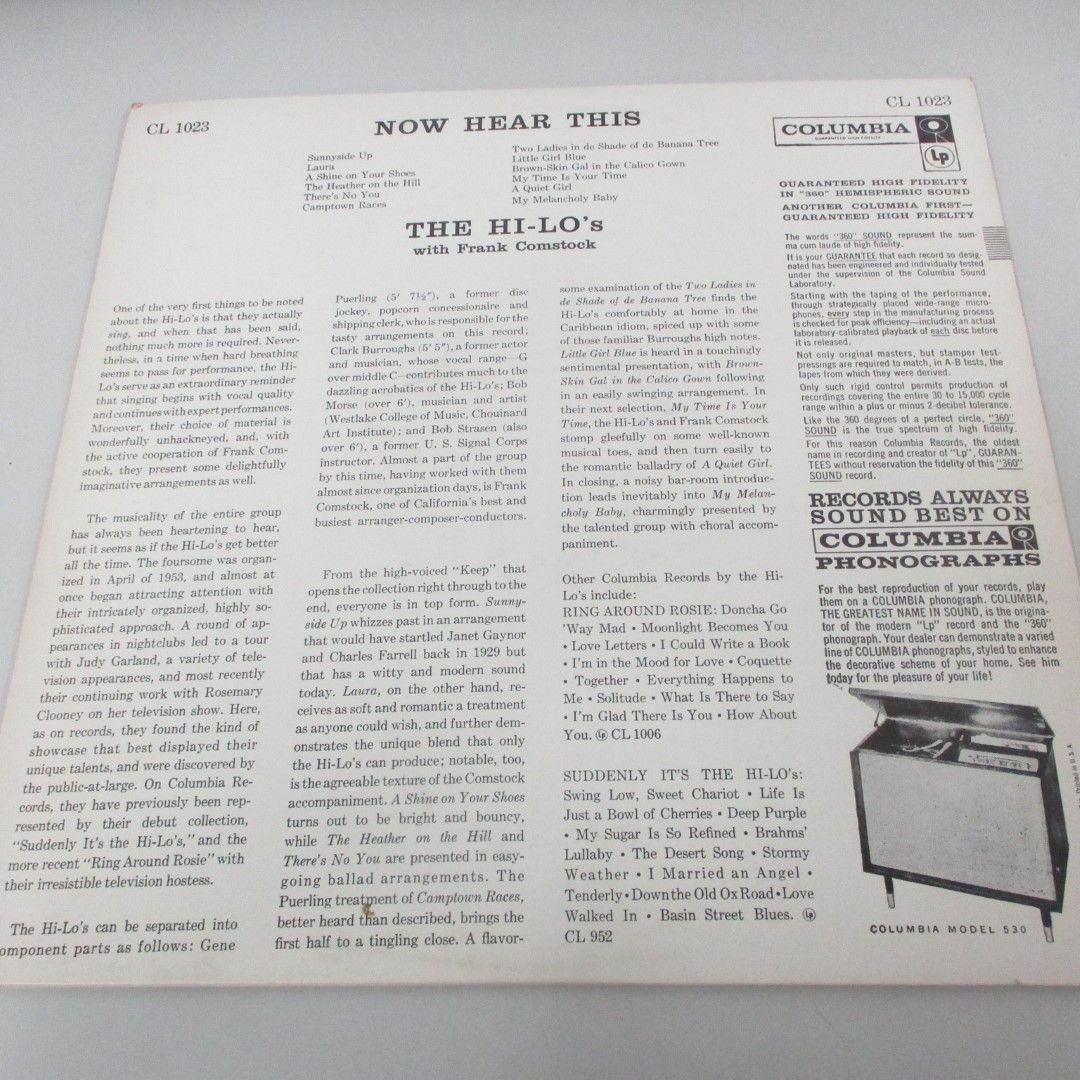 CL 1023
NOW HEAR THIS
CL 1023
Sunnyside Up
Laura
A Shine on Your Shoes
The Heather on the Hill
There's No You
Camptown Races
Two Ladies in de Shade of de Banana Tree
Little Girl Blue
Brown-Skin Gal in the Calico Gown
My Time Is Your Time
A Quiet Girl
My Melancholy Baby
THE HI-LO's
with Frank Comstock
One of the very first things to be noted
about the Hi-Lo's is that they actually
sing, and when that has been said,
nothing much more is required. Never-
theless, in a time when hard breathing
seems to pass for performance, the Hi-
Lo's serve as an extraordinary reminder
that singing begins with vocal quality
and continues with expert performances.
Moreover, their choice of material is
wonderfully unhackneyed, and, with
the active cooperation of Frank Com-
stock, they present some delightfully
imaginative arrangements as well.
The musicality of the entire group
has always been heartening to hear,
but it seems as if the Hi-Lo's get better
all the time. The foursome was organ-
ized in April of 1953, and almost at
once began attracting attention with
their intricately organized, highly so-
phisticated approach. A round of ap-
pearances in nightclubs led to a tour
with Judy Garland, a variety of tele-
vision appearances, and most recently
their continuing work with Rosemary
Clooney on her television show. Here,
as on records, they found the kind of
showcase that best displayed their
unique talents, and were discovered by
the public-at-large. On Columbia Re-
cords, they have previously been rep-
resented by their debut collection,
"Suddenly It's the Hi-Lo's," and the
more recent "Ring Around Rosie" with
their irresistible television hostess.
The Hi-Lo's can be separated into
omponent parts as follows: Gene
Puerling (5' 7½"), a former disc
jockey, popcorn concessionaire and
shipping clerk, who is responsible for the
tasty arrangements on this record;
Clark Burroughs (5' 5"), a former actor
and musician, whose vocal range—G
over middle C—contributes much to the
dazzling acrobatics of the Hi-Lo's; Bob
Morse (over 6'), musician and artist
(Westlake College of Music, Chouinard
Art Institute); and Bob Strasen (also
over 6'), a former U. S. Signal Corps
instructor. Almost a part of the group
by this time, having worked with them
almost since organization days, is Frank
Comstock, one of California's best and
busiest arranger-composer-conductors.
From the high-voiced "Keep" that
opens the collection right through to the
end, everyone is in top form. Sunny-
side Up whizzes past in an arrangement
that would have startled Janet Gaynor
and Charles Farrell back in 1929 but
that has a witty and modern sound
today. Laura, on the other hand, re-
ceives as soft and romantic a treatment
as anyone could wish, and further dem-
onstrates the unique blend that only
the Hi-Lo's can produce; notable, too,
is the agreeable texture of the Comstock
accompaniment. A Shine on Your Shoes
turns out to be bright and bouncy,
while The Heather on the Hill and
There's No You are presented in easy-
going ballad arrangements. The
Puerling treatment of Camptown Races,
better heard than described, brings the
first half to a tingling close. A flavor-
some examination of the Two Ladies in
de Shade of de Banana Tree finds the
Hi-Lo's comfortably at home in the
Caribbean idiom, spiced up with some
of those familiar Burroughs high notes.
Little Girl Blue is heard in a touchingly
sentimental presentation, with Brown-
Skin Gal in the Calico Gown following
in an easily swinging arrangement. In
their next selection, My Time Is Your
Time, the Hi-Lo's and Frank Comstock
stomp gleefully on some well-known
musical toes, and then turn easily to
the romantic balladry of A Quiet Girl.
In closing, a noisy bar-room introduc-
tion leads inevitably into My Melan-
choly Baby, charmingly presented by
the talented group with choral accom-
paniment.
Other Columbia Records by the Hi-
Lo's include:
RING AROUND ROSIE: Doncha Go
'Way Mad • Moonlight Becomes You
• Love Letters • I Could Write a Book
• I'm in the Mood for Love • Coquette
• Together • Everything Happens to
Me • Solitude • What Is There to Say
• I'm Glad There Is You • How About
You. Lp CL 1006
SUDDENLY IT'S THE HI-LO's:
Swing Low, Sweet Chariot • Life Is
Just a Bowl of Cherries • Deep Purple
• My Sugar Is So Refined • Brahms'
Lullaby • The Desert Song • Stormy
Weather • I Married an Angel •
Tenderly • Down the Old Ox Road • Love
Walked In • Basin Street Blues. Lp
CL 952
COLUMBIA
GUARANTEED HIGH FIDELITY
Lp
GUARANTEED HIGH FIDELITY
IN "360" HEMISPHERIC SOUND
ANOTHER COLUMBIA FIRST—
GUARANTEED HIGH FIDELITY
The words "360" SOUND represent the sum-
ma cum laude of high fidelity.
It is your GUARANTEE that each record so desig-
nated has been engineered and individually tested
under the supervision of the Columbia Sound
Laboratory.
Starting with the taping of the performance,
through strategically placed wide-range micro-
phones, every step in the manufacturing process
is checked for peak efficiency—including an actual
laboratory-calibrated playback of each disc before
it is released.
Not only original masters, but stamper test-
pressings are required to match, in A-B tests, the
tapes from which they were derived.
Only such rigid control permits production of
recordings covering the entire 30 to 15,000 cycle
range within a plus or minus 2-decibel tolerance.
Like the 360 degrees of a perfect circle, "360"
SOUND is the true spectrum of high fidelity.
For this reason Columbia Records, the oldest
name in recording and creator of "Lp", GUARAN-
TEES without reservation the fidelity of this "360"
SOUND record.
RECORDS ALWAYS
SOUND BEST ON
COLUMBIA
PHONOGRAPHS
For the best reproduction of your records, play
them on a COLUMBIA phonograph. COLUMBIA,
THE GREATEST NAME IN SOUND, is the origina-
tor of the modern "Lp" record and the "360"
phonograph. Your dealer can demonstrate a varied
line of COLUMBIA phonographs, styled to enhance
the decorative scheme of your home. See him
today for the pleasure of your life!
COLUMBIA MODEL 530
Printed in U. S. A.